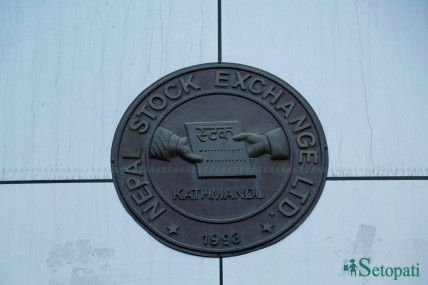 NEPAL STOCK EXCHANGE LTD.
स्टक
KATHMANDU
1993
Setopati